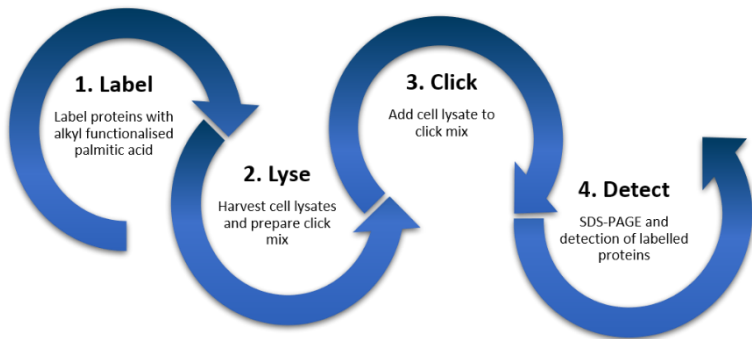 1. Label
Label proteins with
alkyl functionalised
palmitic acid
2. Lyse
Harvest cell lysates
and prepare click
mix
3. Click
Add cell lysate to
click mix
4. Detect
SDS-PAGE and
detection of labelled
proteins